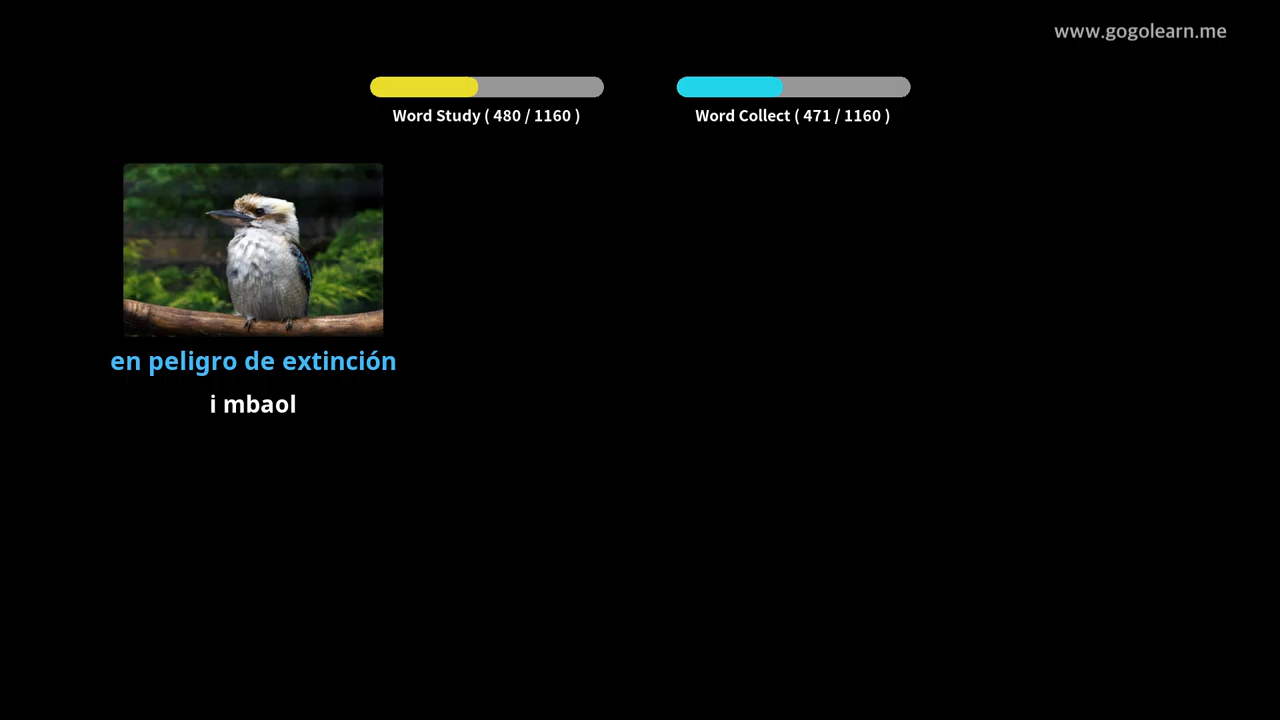 www.gogolearn.me
Word Study ( 480 / 1160 )
Word Collect ( 471 / 1160 )
en peligro de extinción
i mbaol